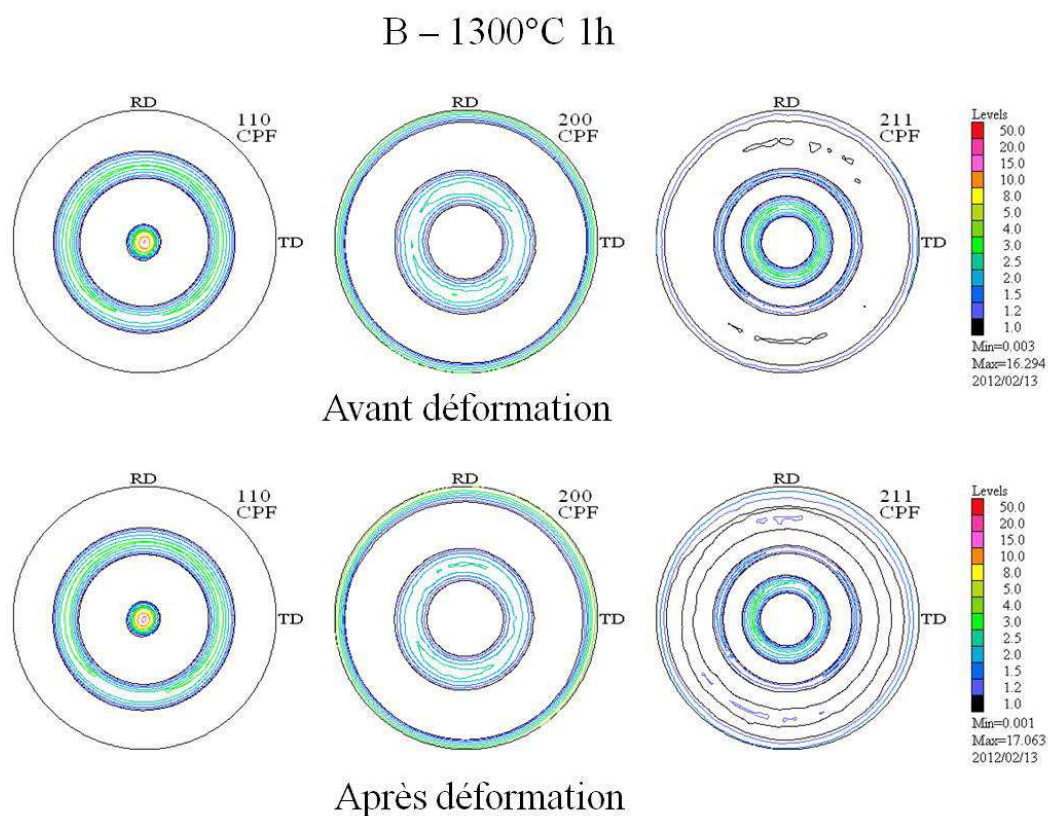 B – 1300°C 1h
RD
110
CPF
TD
RD
200
CPF
TD
RD
211
CPF
Levels
50.0
20.0
15.0
10.0
8.0
5.0
4.0
3.0
2.5
2.0
1.5
1.2
1.0
Min=0.003
Max=16.294
2012/02/13
Avant déformation
RD
110
CPF
TD
RD
200
CPF
TD
RD
211
CPF
Levels
50.0
20.0
15.0
10.0
8.0
5.0
4.0
3.0
2.5
2.0
1.5
1.2
1.0
Min=0.001
Max=17.063
2012/02/13
Après déformation